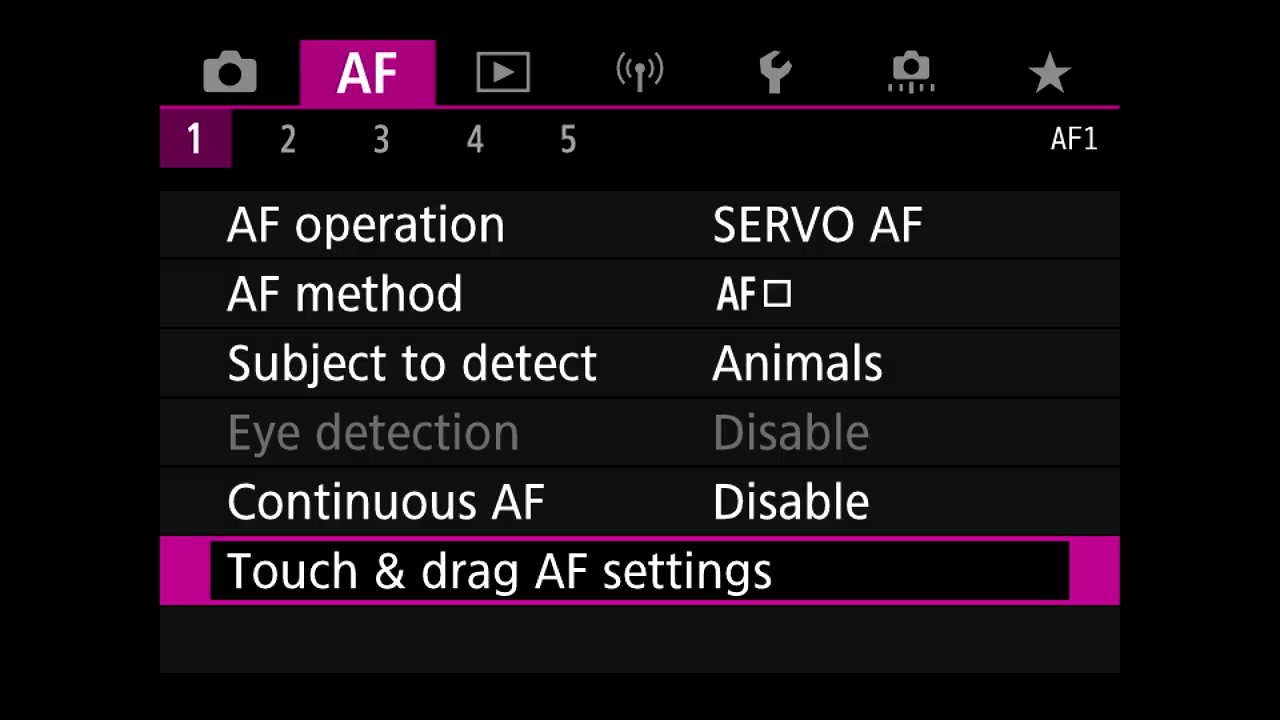 AF
1 2 3 4 5 AF1
AF operation SERVO AF
AF method AF□
Subject to detect Animals
Eye detection Disable
Continuous AF Disable
Touch & drag AF settings